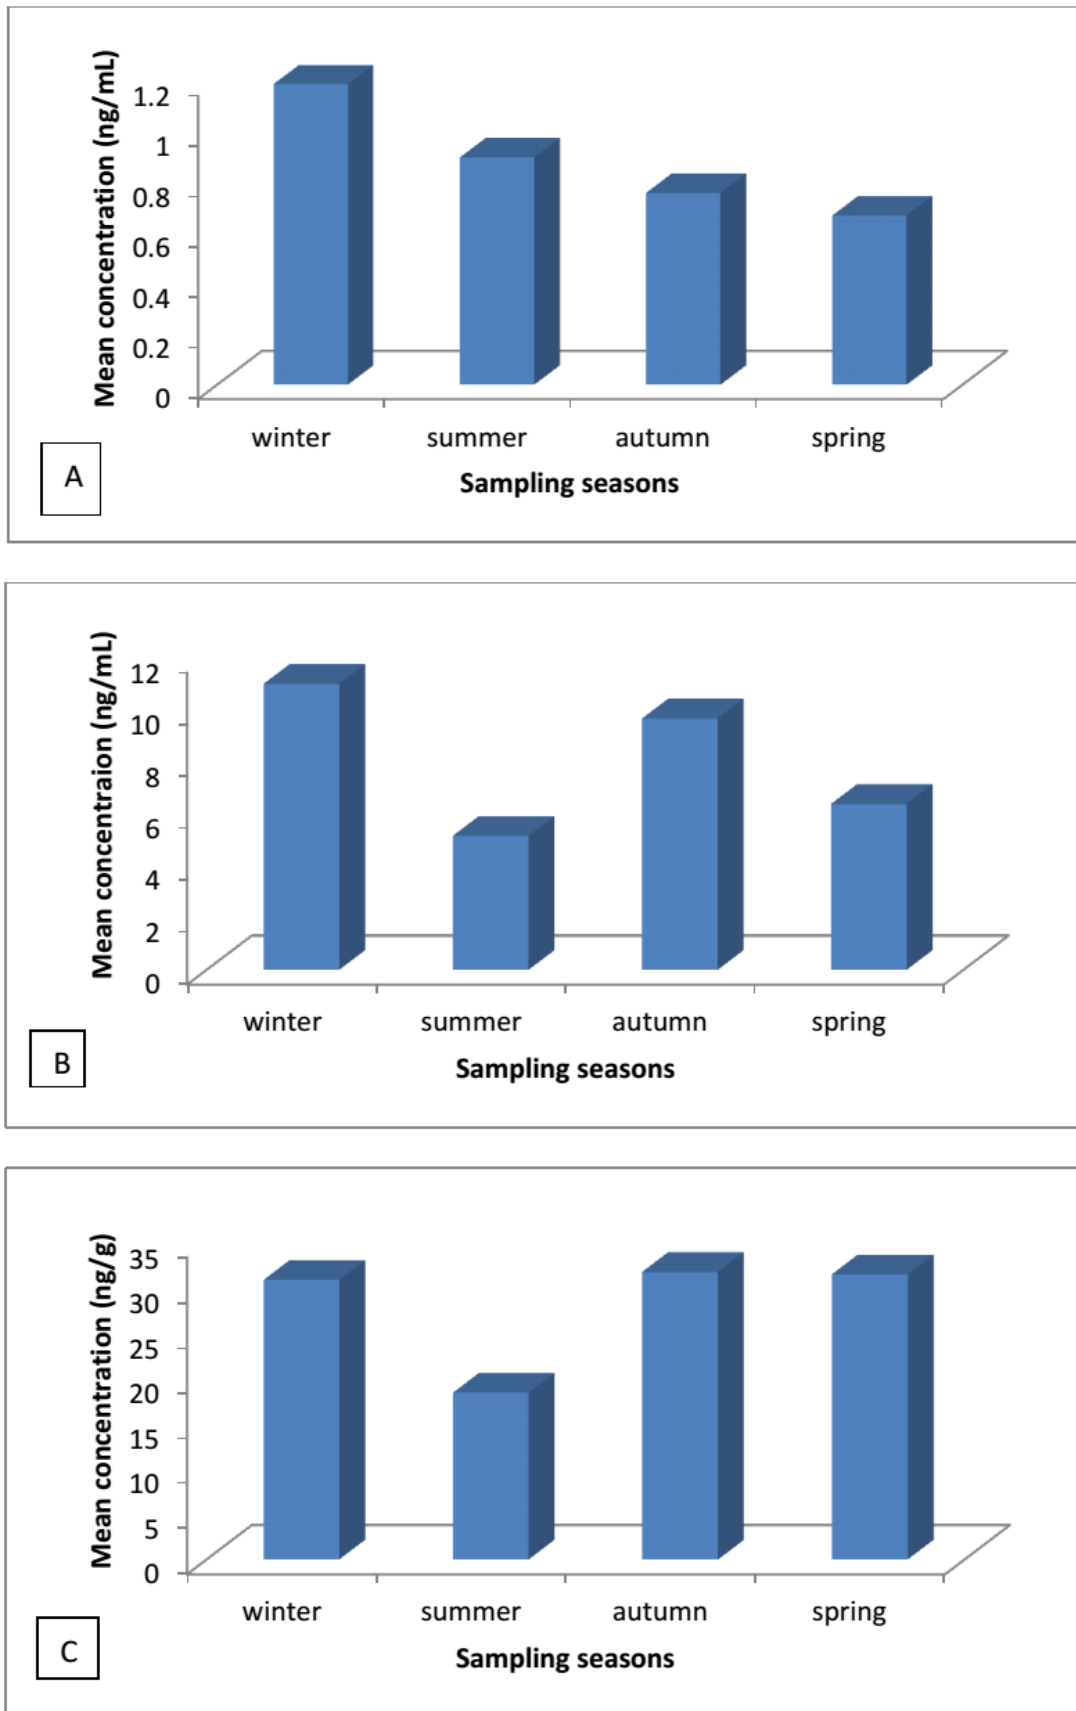 Mean concentration (ng/mL)
1.2
1
0.8
0.6
0.4
0.2
0
winter summer autumn spring
Sampling seasons
A
Mean concentraion (ng/mL)
12
10
8
6
4
2
0
winter summer autumn spring
Sampling seasons
B
Mean concentration (ng/g)
35
30
25
20
15
10
5
0
winter summer autumn spring
Sampling seasons
C